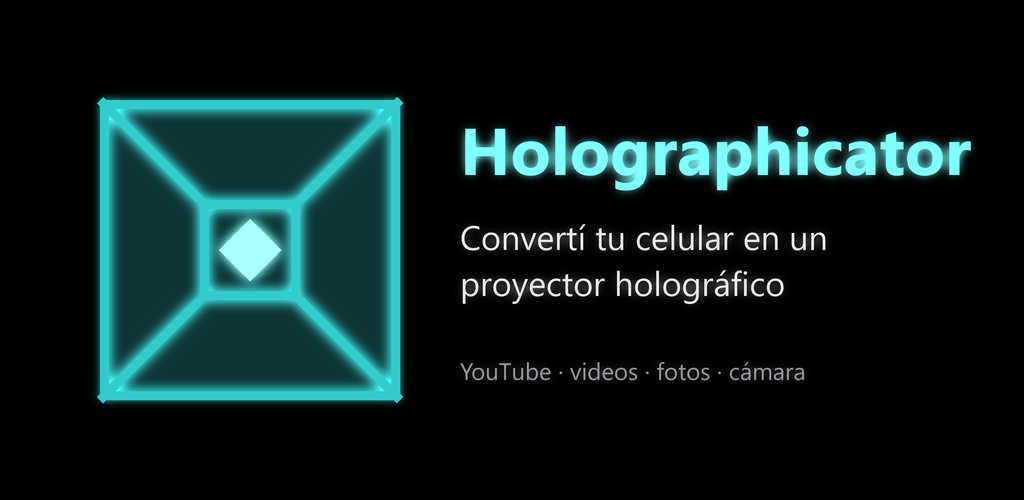 Holographicator
Convertí tu celular en un
proyector holográfico
YouTube · videos · fotos · cámara